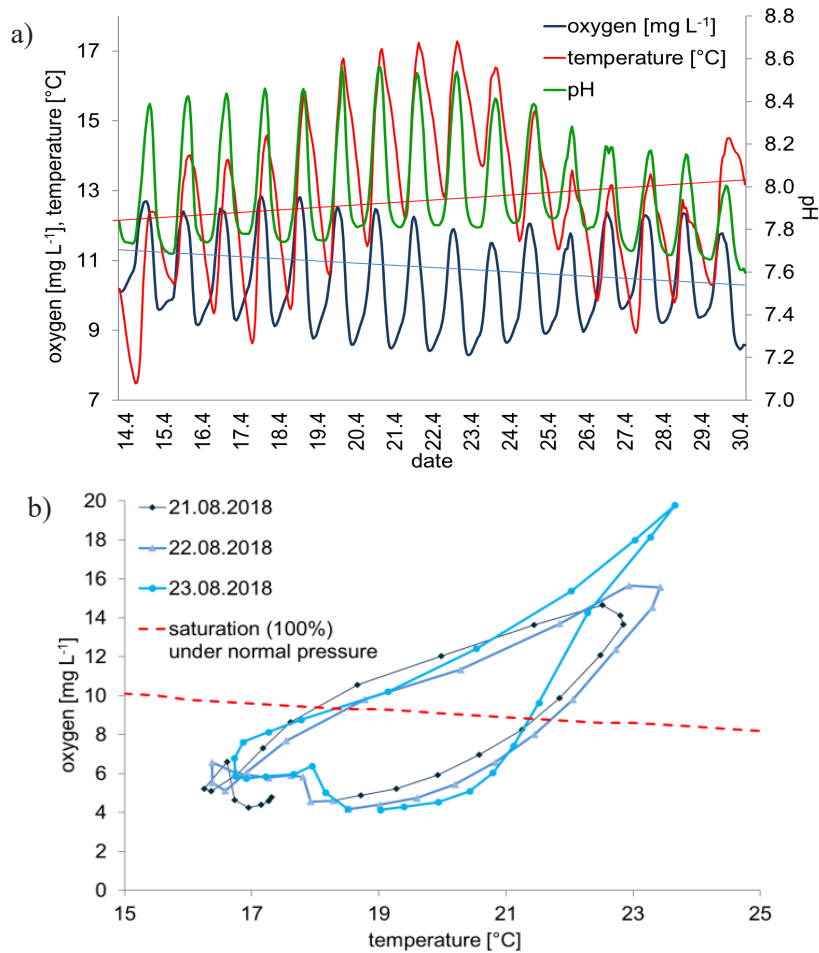 a)
oxygen [mg L⁻¹]
temperature [°C]
pH
oxygen [mg L⁻¹], temperature [°C]
17
15
13
11
9
7
8.8
8.6
8.4
8.2
8.0
7.8
7.6
7.4
7.2
7.0
pH
14.4 15.4 16.4 17.4 18.4 19.4 20.4 21.4 22.4 23.4 24.4 25.4 26.4 27.4 28.4 29.4 30.4
date
b)
21.08.2018
22.08.2018
23.08.2018
saturation (100%)
under normal pressure
oxygen [mg L⁻¹]
20
18
16
14
12
10
8
6
4
2
0
15 17 19 21 23 25
temperature [°C]